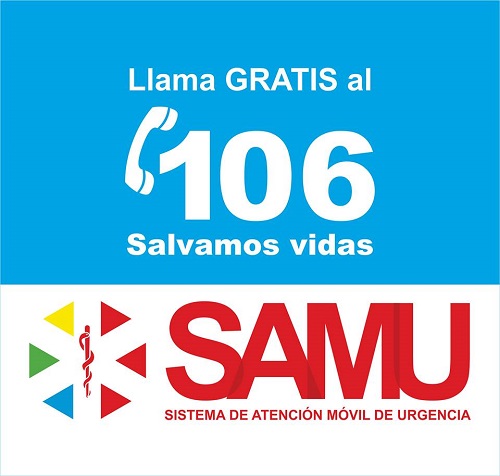 Llama GRATIS al
106
Salvamos vidas
SAMU
SISTEMA DE ATENCIÓN MÓVIL DE URGENCIA